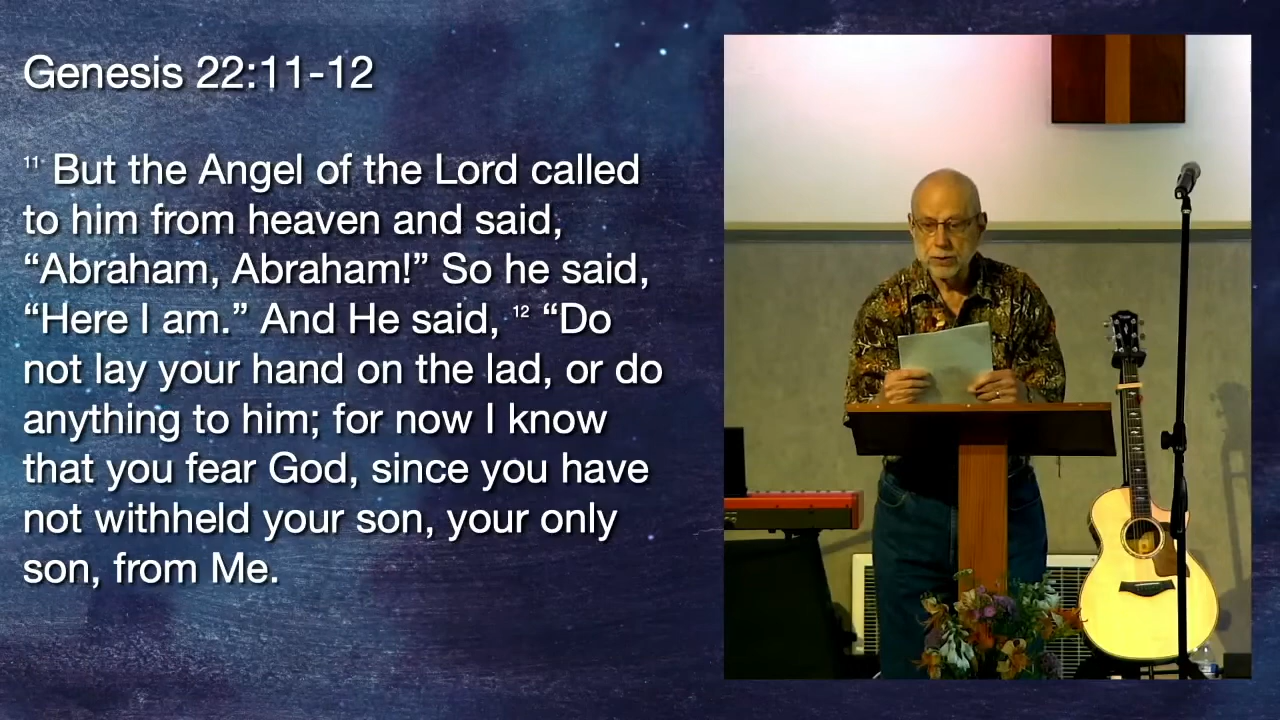 Genesis 22:11-12
11 But the Angel of the Lord called
to him from heaven and said,
“Abraham, Abraham!” So he said,
“Here I am.” And He said, 12 “Do
not lay your hand on the lad, or do
anything to him; for now I know
that you fear God, since you have
not withheld your son, your only
son, from Me.